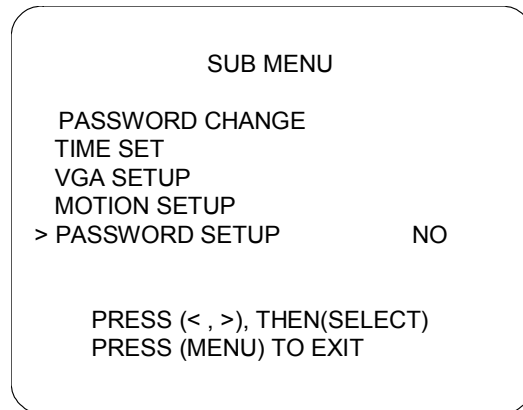 SUB MENU
PASSWORD CHANGE
TIME SET
VGA SETUP
MOTION SETUP
> PASSWORD SETUP NO
PRESS (< , >), THEN(SELECT)
PRESS (MENU) TO EXIT